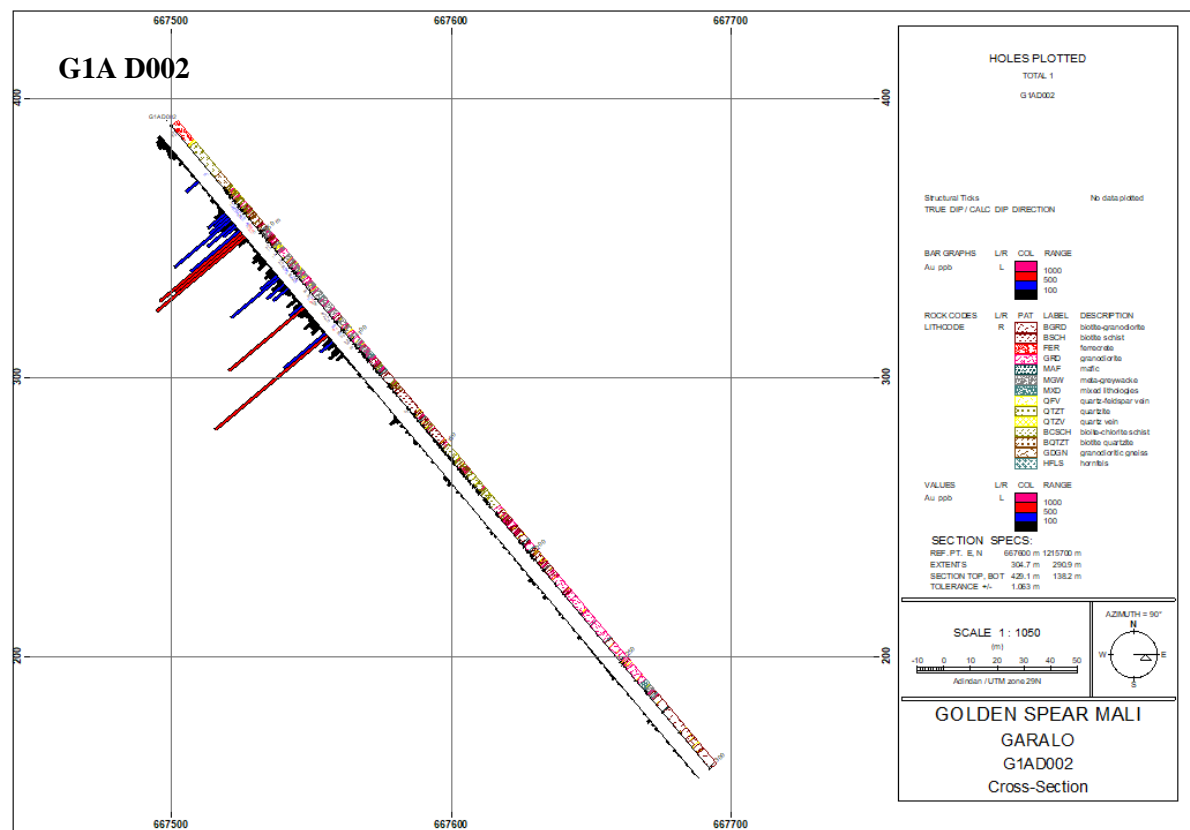 667500 667600 667700
G1A D002
400 400
G1AD002
300 300
200 200
667500 667600 667700
HOLES PLOTTED
TOTAL 1
G1AD002
Structural Ticks No data plotted
TRUE DIP / CALC DIP DIRECTION
BAR GRAPHS L/R COL RANGE
Au ppb L 1000
500
100
ROCK CODES L/R PAT LABEL DESCRIPTION
LITHCODE R BGRD biotite-granodiorite
BSCH biotite schist
FER ferrecrete
GRD granodiorite
MAF mafic
MGW meta-greywacke
MXD mixed lithologies
QFV quartz-feldspar vein
QTZT quartzite
QTZV quartz vein
BCSCH biolte-chlorite schist
BQTZT biotite quartzite
GDGN granodioritic gneiss
HFLS hornfels
VALUES L/R COL RANGE
Au ppb L 1000
500
100
SECTION SPECS:
REF. PT. E, N 667600 m 1215700 m
EXTENTS 304.7 m 290.9 m
SECTION TOP, BOT 429.1 m 138.2 m
TOLERANCE +/- 1.063 m
SCALE 1 : 1050
(m)
-10 0 10 20 30 40 50
Adindan / UTM zone 29N
AZIMUTH = 90°
N
W E
S
GOLDEN SPEAR MALI
GARALO
G1AD002
Cross-Section